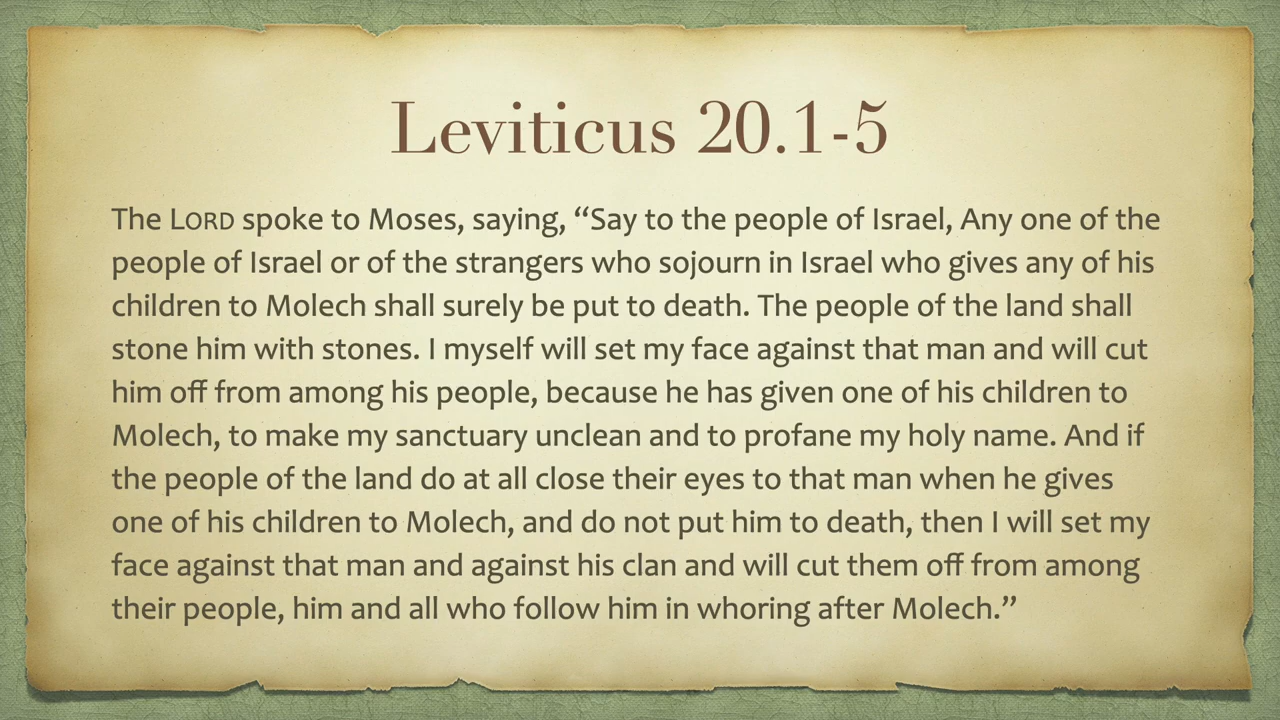 Leviticus 20.1-5
The LORD spoke to Moses, saying, “Say to the people of Israel, Any one of the
people of Israel or of the strangers who sojourn in Israel who gives any of his
children to Molech shall surely be put to death. The people of the land shall
stone him with stones. I myself will set my face against that man and will cut
him off from among his people, because he has given one of his children to
Molech, to make my sanctuary unclean and to profane my holy name. And if
the people of the land do at all close their eyes to that man when he gives
one of his children to Molech, and do not put him to death, then I will set my
face against that man and against his clan and will cut them off from among
their people, him and all who follow him in whoring after Molech.”